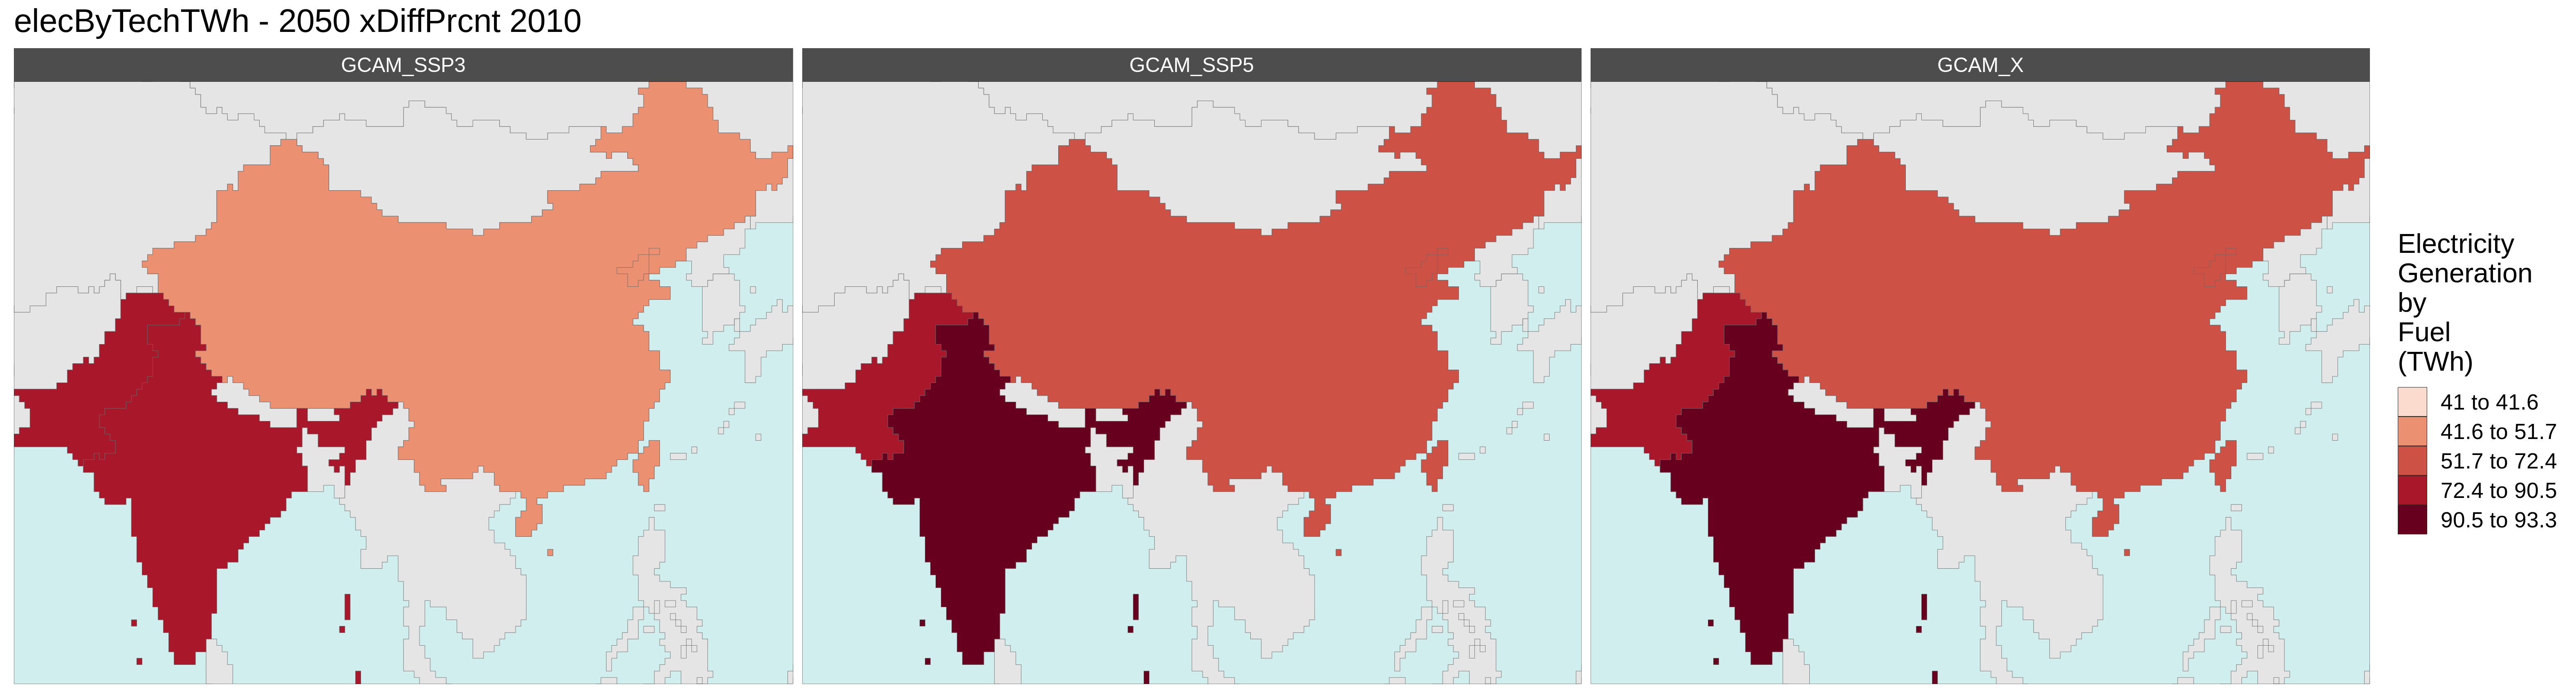 elecByTechTWh - 2050 xDiffPrcnt 2010
GCAM_SSP3
GCAM_SSP5
GCAM_X
Electricity
Generation
by
Fuel
(TWh)
41 to 41.6
41.6 to 51.7
51.7 to 72.4
72.4 to 90.5
90.5 to 93.3